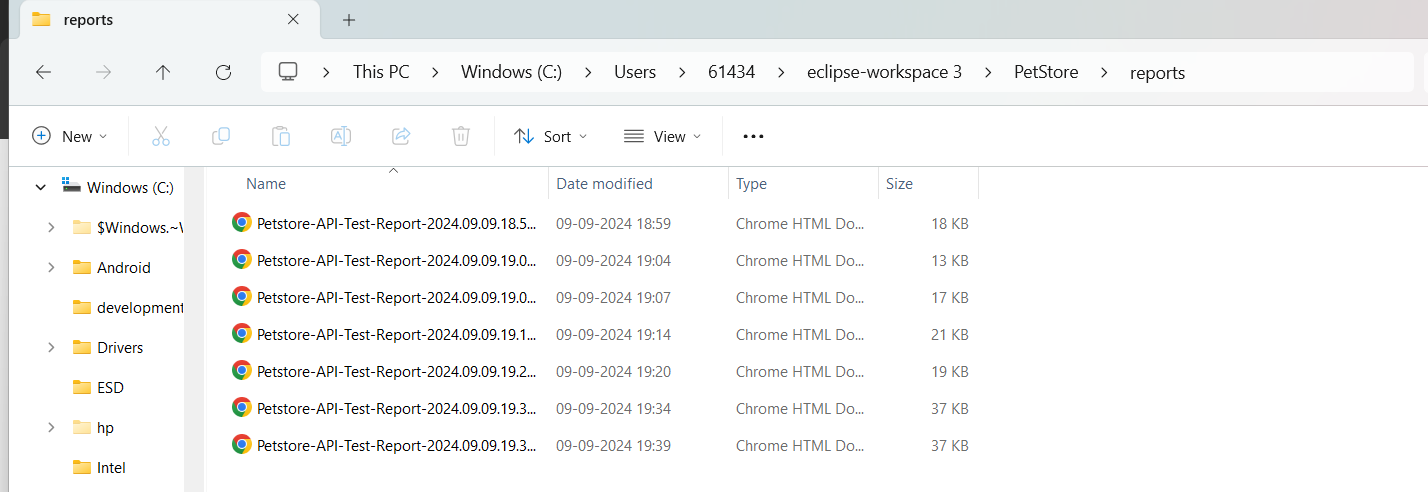 reports
This PC > Windows (C:) > Users > 61434 > eclipse-workspace 3 > PetStore > reports
New Sort View
Windows (C:)
$Windows.~
Android
development
Drivers
ESD
hp
Intel
Name Date modified Type Size
Petstore-API-Test-Report-2024.09.09.18.5... 09-09-2024 18:59 Chrome HTML Do... 18 KB
Petstore-API-Test-Report-2024.09.09.19.0... 09-09-2024 19:04 Chrome HTML Do... 13 KB
Petstore-API-Test-Report-2024.09.09.19.0... 09-09-2024 19:07 Chrome HTML Do... 17 KB
Petstore-API-Test-Report-2024.09.09.19.1... 09-09-2024 19:14 Chrome HTML Do... 21 KB
Petstore-API-Test-Report-2024.09.09.19.2... 09-09-2024 19:20 Chrome HTML Do... 19 KB
Petstore-API-Test-Report-2024.09.09.19.3... 09-09-2024 19:34 Chrome HTML Do... 37 KB
Petstore-API-Test-Report-2024.09.09.19.3... 09-09-2024 19:39 Chrome HTML Do... 37 KB